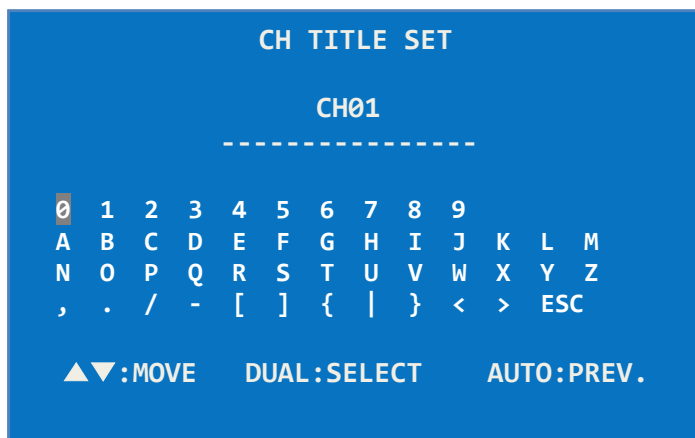 CH TITLE SET
CH01
----------------
0 1 2 3 4 5 6 7 8 9
A B C D E F G H I J K L M
N O P Q R S T U V W X Y Z
, . / - [ ] { | } < > ESC
▲▼:MOVE DUAL:SELECT AUTO:PREV.